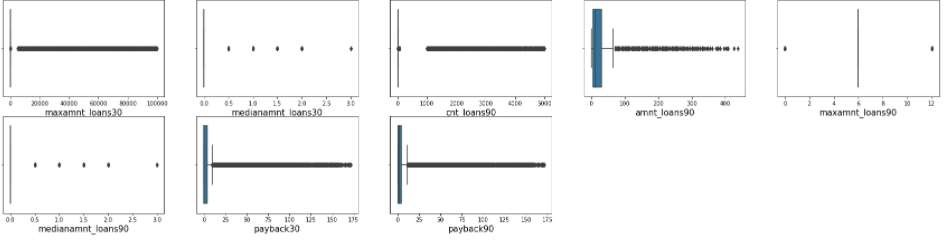 0 20000 40000 60000 80000 100000
maxamnt_loans30
0.0 0.5 1.0 1.5 2.0 2.5 3.0
medianamnt_loans30
0 1000 2000 3000 4000 5000
cnt_loans90
0 100 200 300 400
amnt_loans90
0 2 4 6 8 10 12
maxamnt_loans90
0.0 0.5 1.0 1.5 2.0 2.5 3.0
medianamnt_loans90
0 25 50 75 100 125 150 175
payback30
0 25 50 75 100 125 150 175
payback90